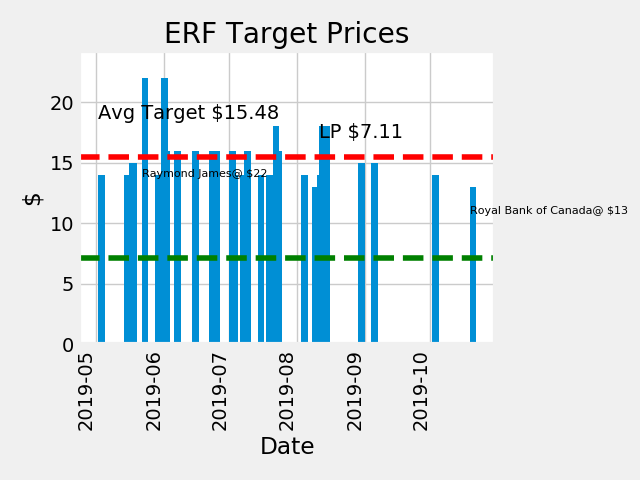 ERF Target Prices
20
Avg Target $15.48
LP $7.11
15
Raymond James@ $22
Royal Bank of Canada@ $13
10
5
0
$
2019-05
2019-06
2019-07
2019-08
2019-09
2019-10
Date